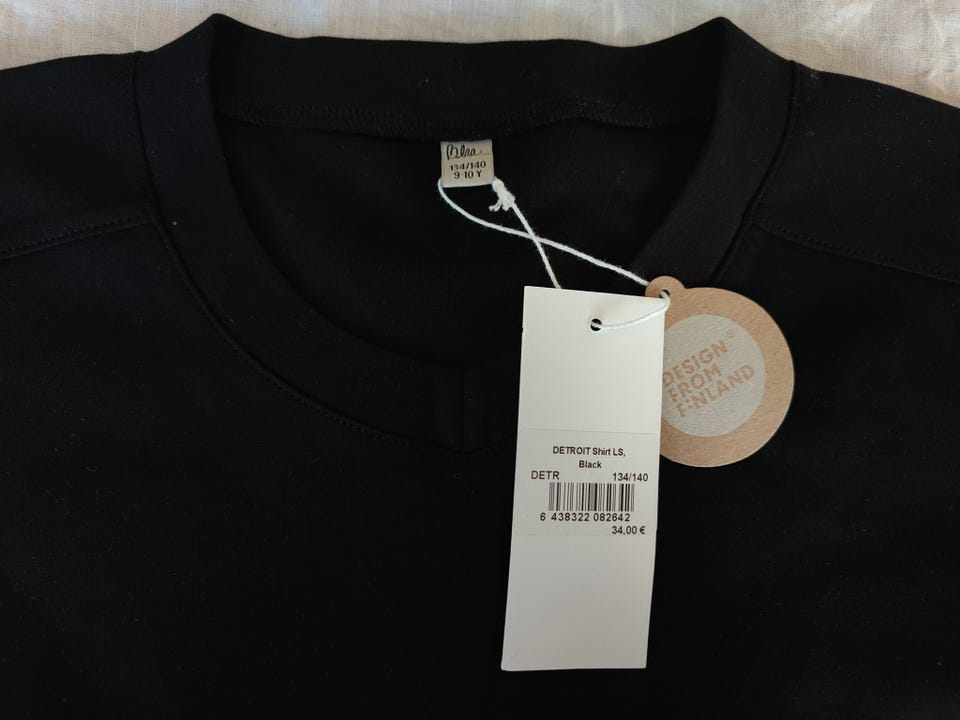 134/140
9-10 Y
DESIGN
FROM
FINLAND
DETROIT Shirt LS,
Black
DETR 134/140
6 438322 082642
34,00 €